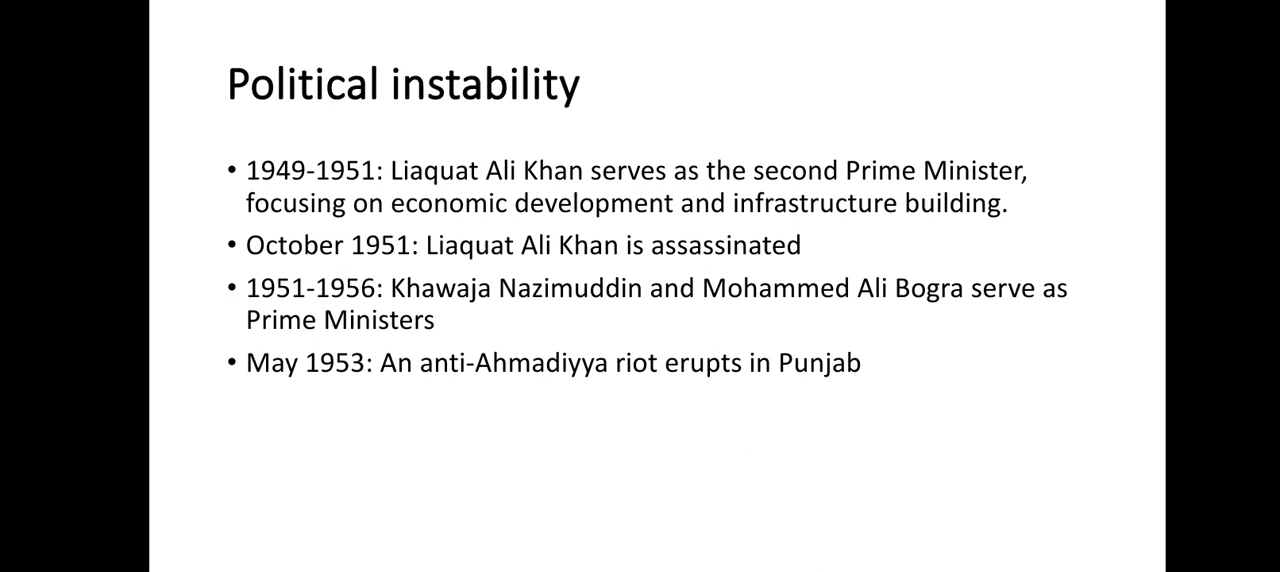 Political instability
• 1949-1951: Liaquat Ali Khan serves as the second Prime Minister,
focusing on economic development and infrastructure building.
• October 1951: Liaquat Ali Khan is assassinated
• 1951-1956: Khawaja Nazimuddin and Mohammed Ali Bogra serve as
Prime Ministers
• May 1953: An anti-Ahmadiyya riot erupts in Punjab